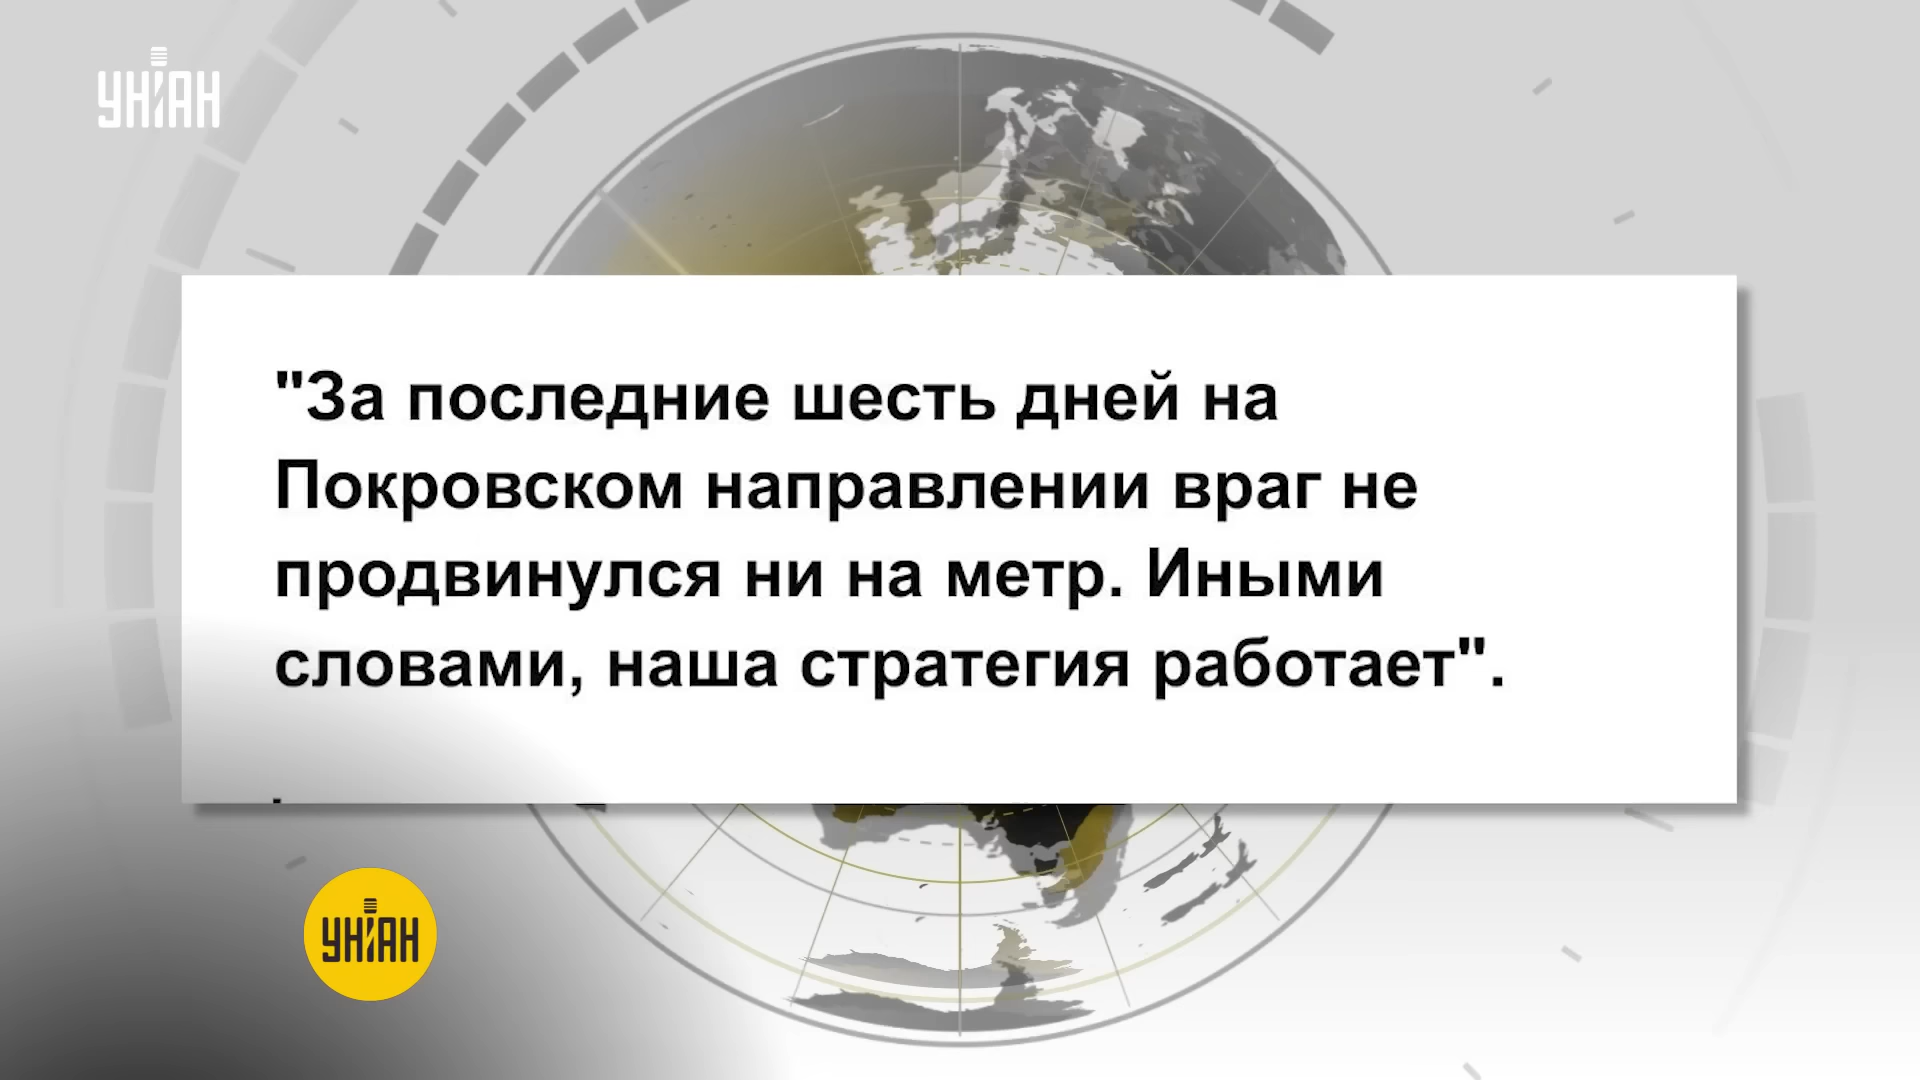 УНІАН
"За последние шесть дней на
Покровском направлении враг не
продвинулся ни на метр. Иными
словами, наша стратегия работает".
УНІАН